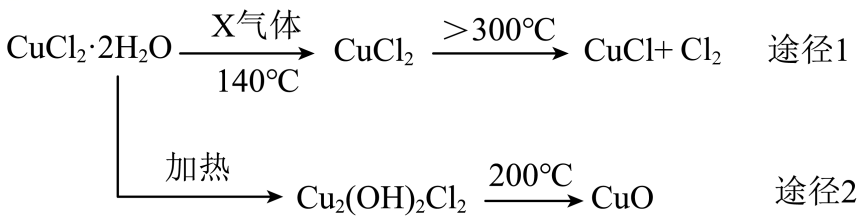 X气体 >300℃
CuCl₂·2H₂O CuCl₂ CuCl+ Cl₂ 途径1
140℃
加热 200℃
Cu₂(OH)₂Cl₂ CuO 途径2